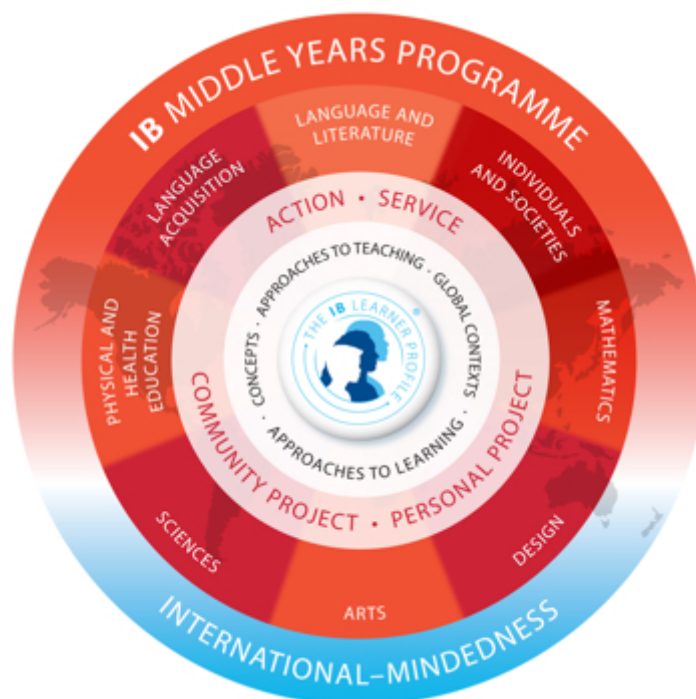 IB MIDDLE YEARS PROGRAMME
LANGUAGE AND
LITERATURE
LANGUAGE
ACQUISITION
INDIVIDUALS
AND SOCIETIES
PHYSICAL AND
HEALTH
EDUCATION
MATHEMATICS
SCIENCES
DESIGN
ARTS
ACTION • SERVICE
COMMUNITY PROJECT • PERSONAL PROJECT
CONCEPTS · APPROACHES TO TEACHING · GLOBAL CONTEXTS ·
APPROACHES TO LEARNING ·
THE IB LEARNER PROFILE ®
INTERNATIONAL–MINDEDNESS